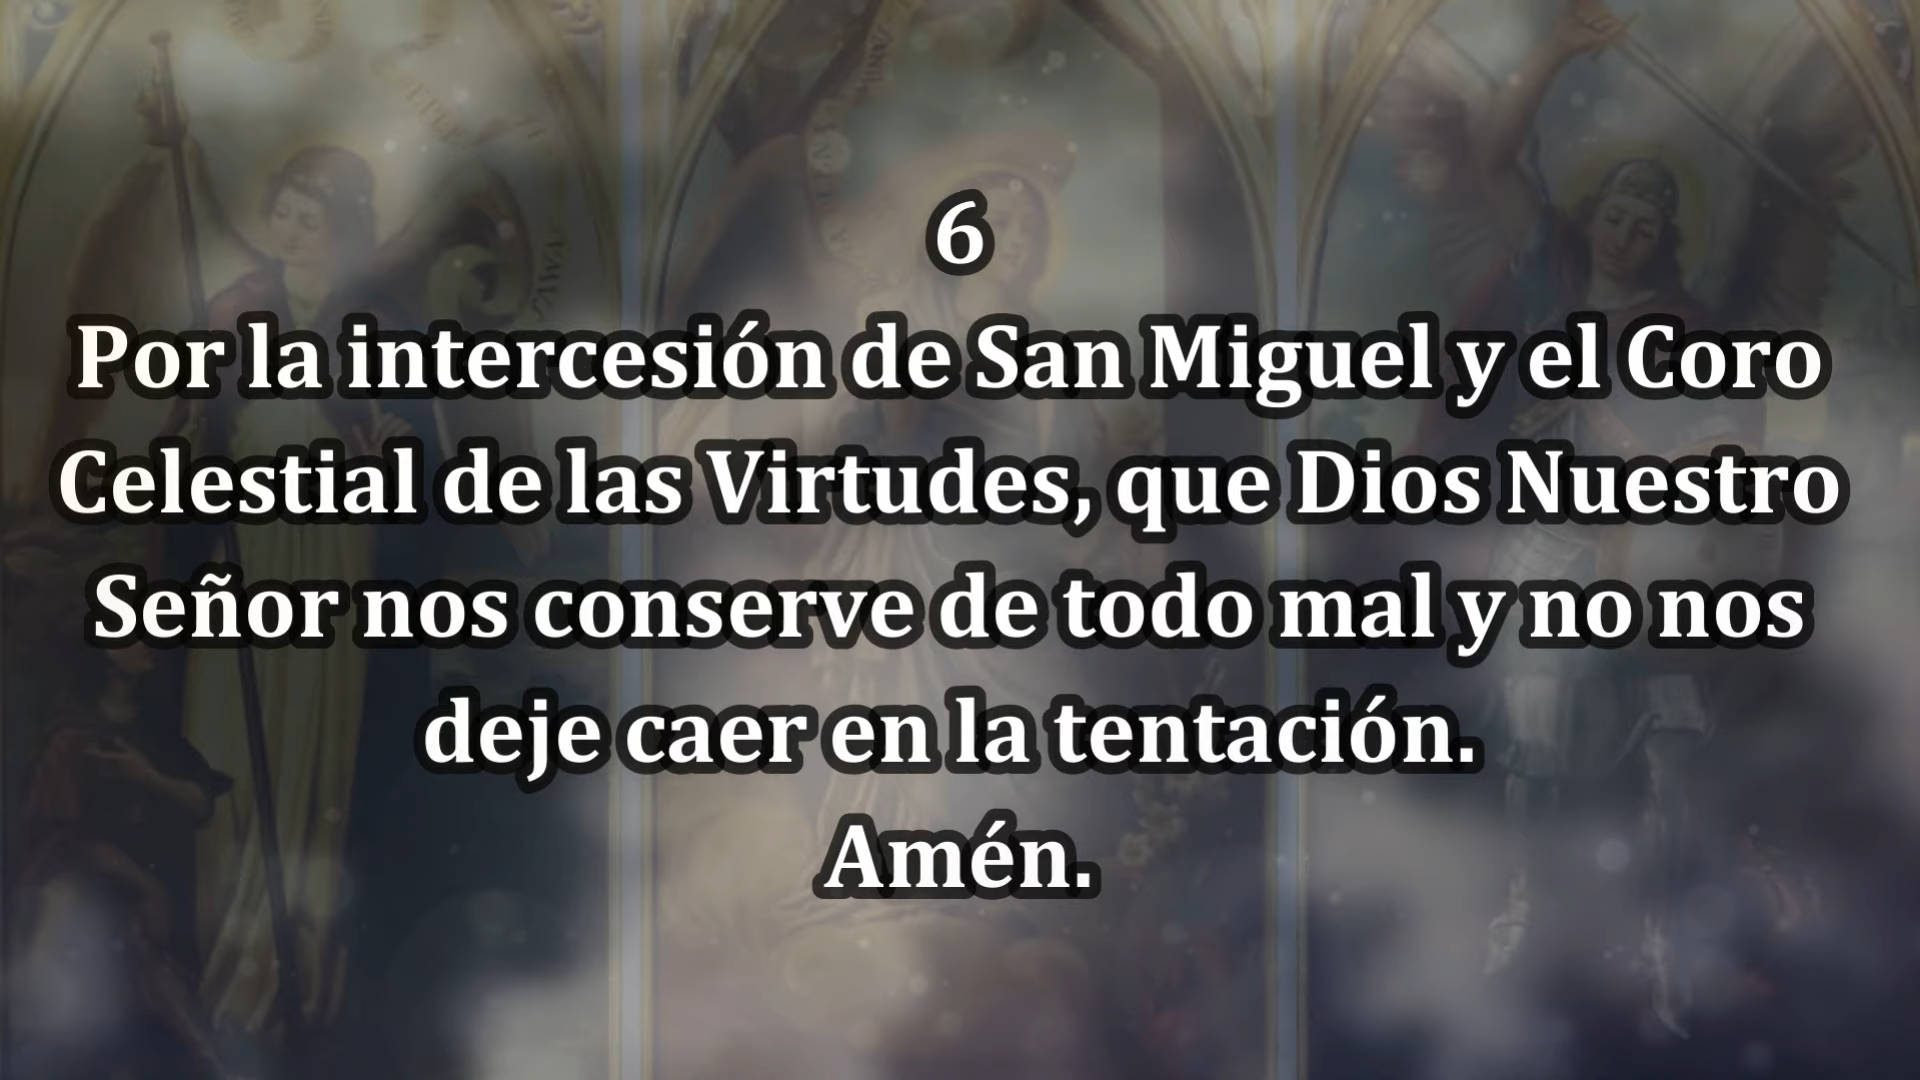 6
Por la intercesión de San Miguel y el Coro
Celestial de las Virtudes, que Dios Nuestro
Señor nos conserve de todo mal y no nos
deje caer en la tentación.
Amén.